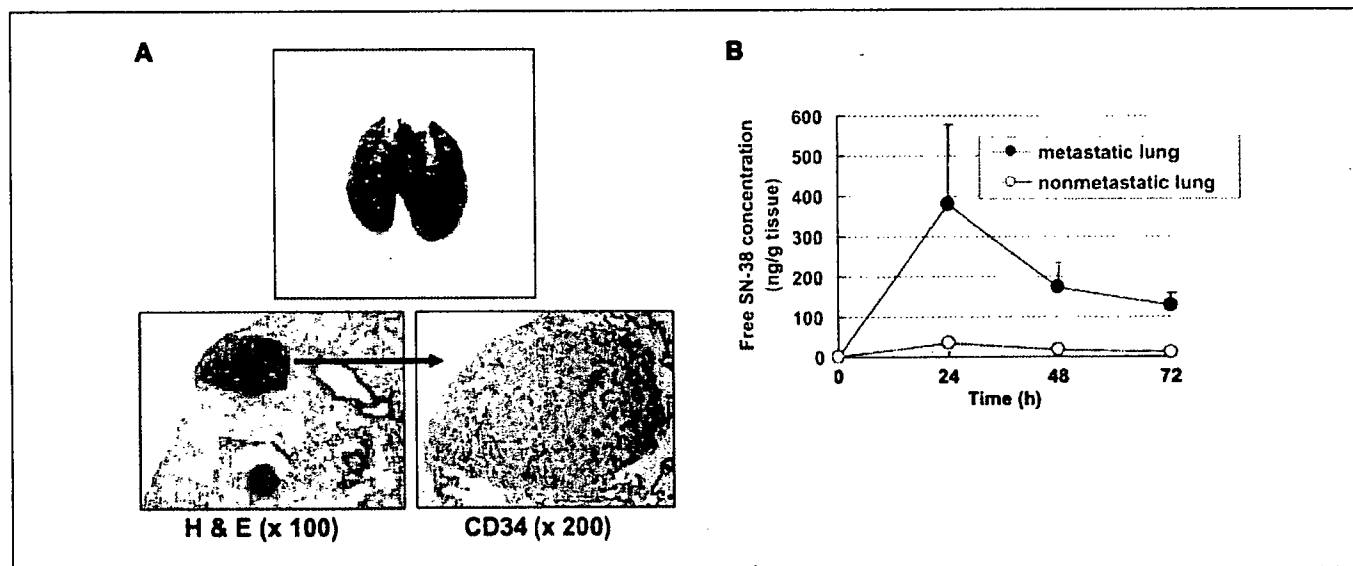 A
H & E (x 100)
CD34 (x 200)
B
Free SN-38 concentration
(ng/g tissue)
600
500
400
300
200
100
0
metastatic lung
nonmetastatic lung
0 24 48 72
Time (h)